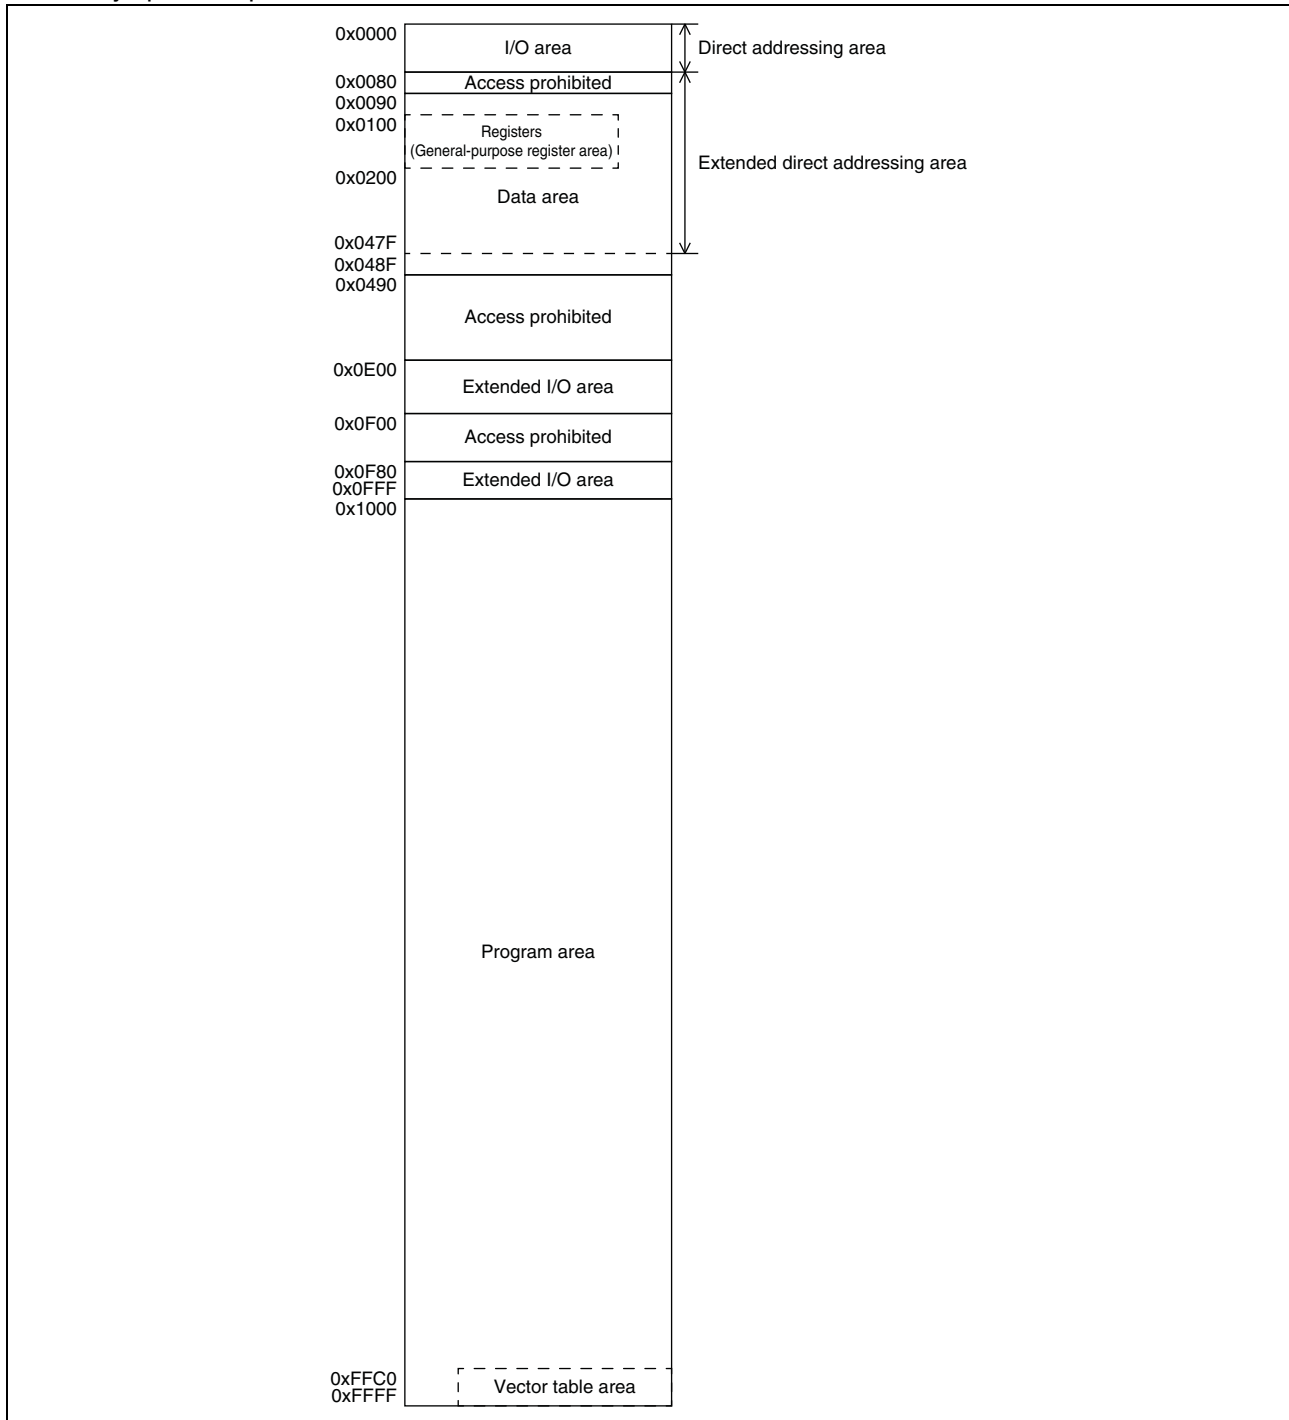 0x0000
I/O area
Direct addressing area
0x0080
Access prohibited
0x0090
0x0100
Registers
(General-purpose register area)
Extended direct addressing area
0x0200
Data area
0x047F
0x048F
0x0490
Access prohibited
0x0E00
Extended I/O area
0x0F00
Access prohibited
0x0F80
Extended I/O area
0x0FFF
0x1000
Program area
0xFFC0
Vector table area
0xFFFF